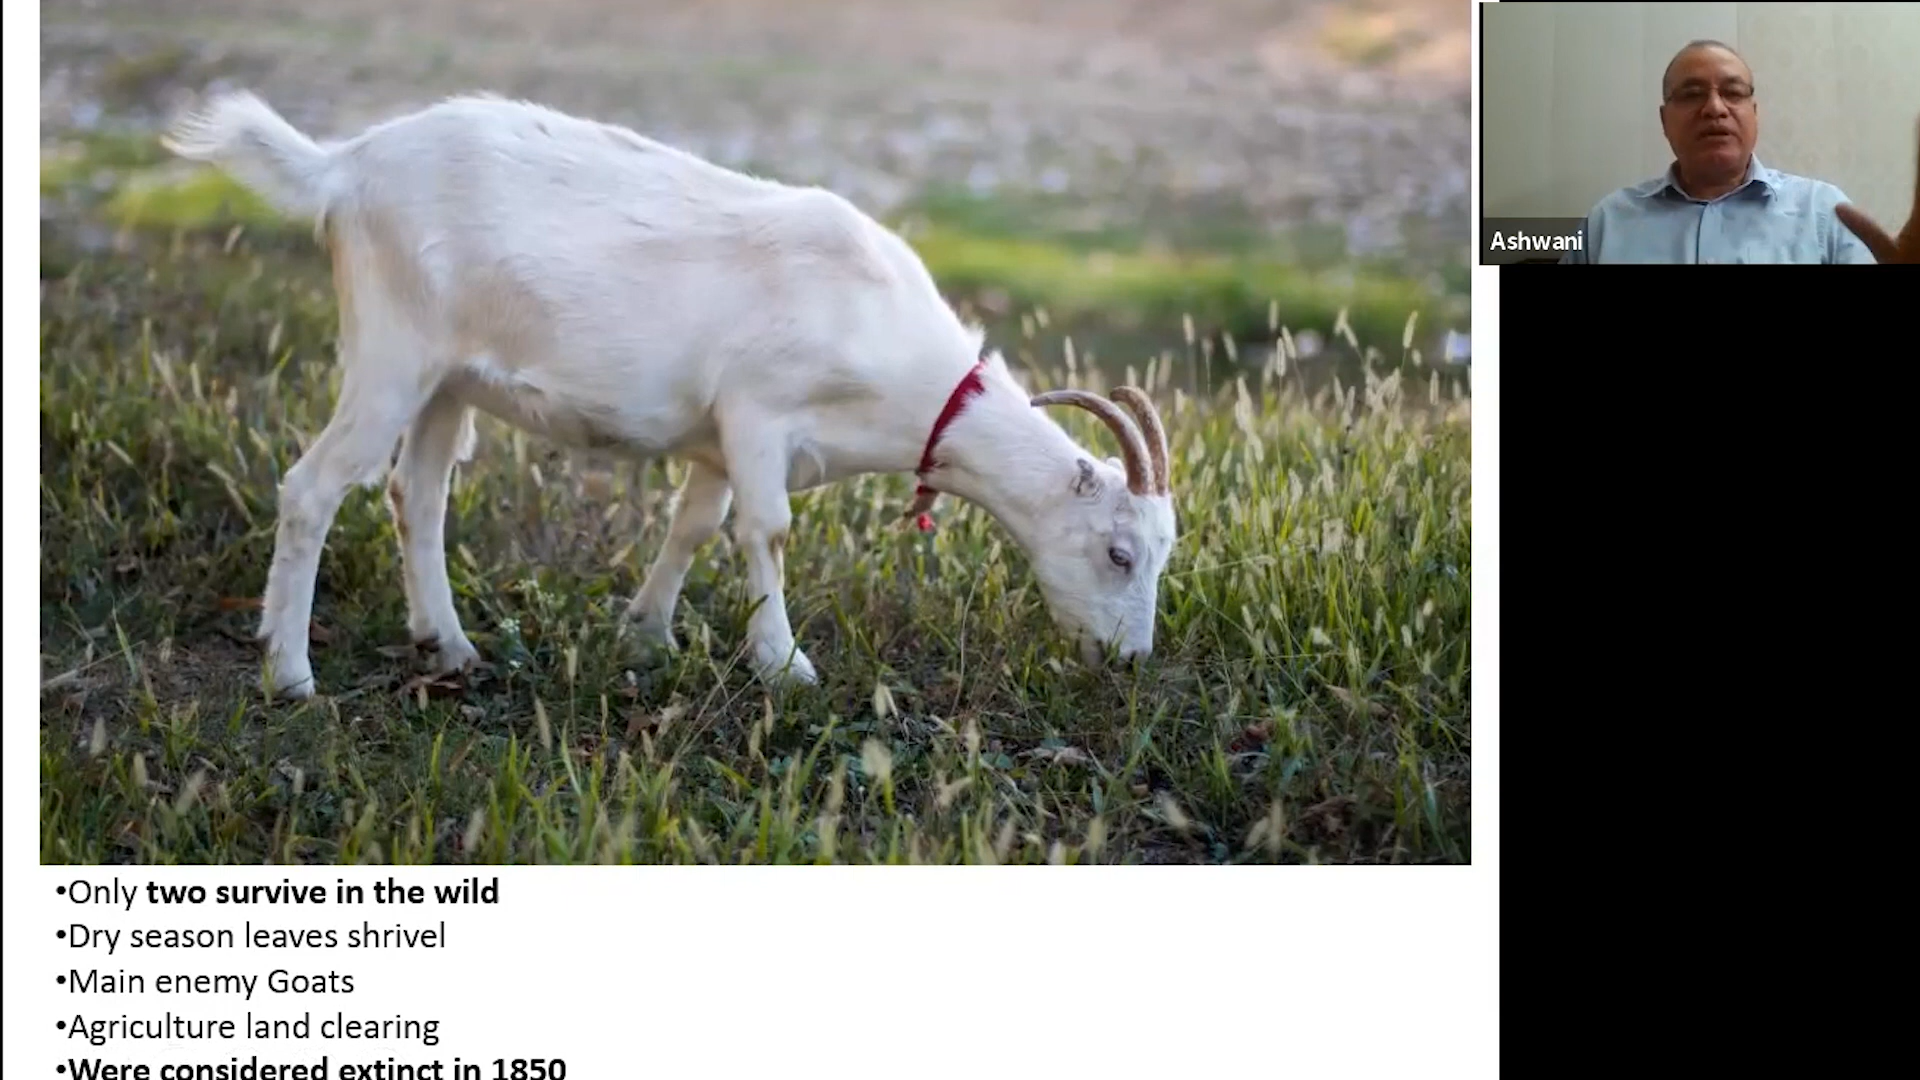 Ashwani
•Only two survive in the wild
•Dry season leaves shrivel
•Main enemy Goats
•Agriculture land clearing
•Were considered extinct in 1850